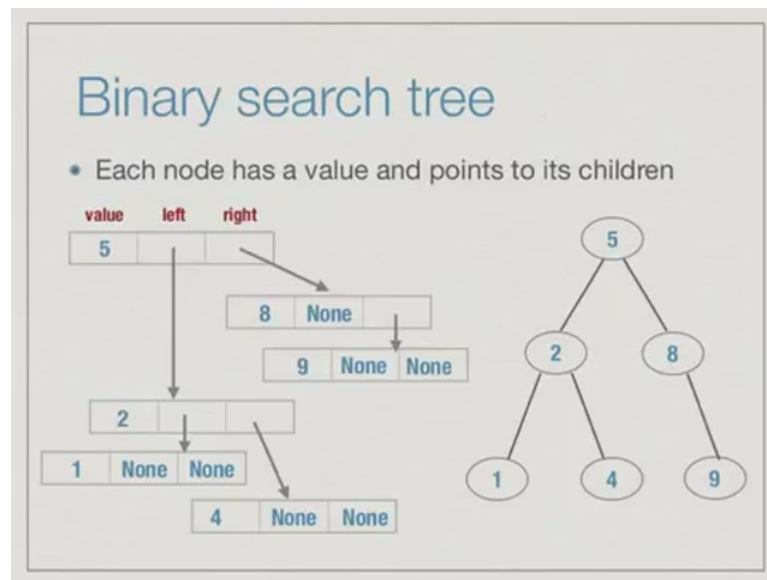 Binary search tree
• Each node has a value and points to its children
value left right
5
8 None
9 None None
2
1 None None
4 None None
5
2 8
1 4 9